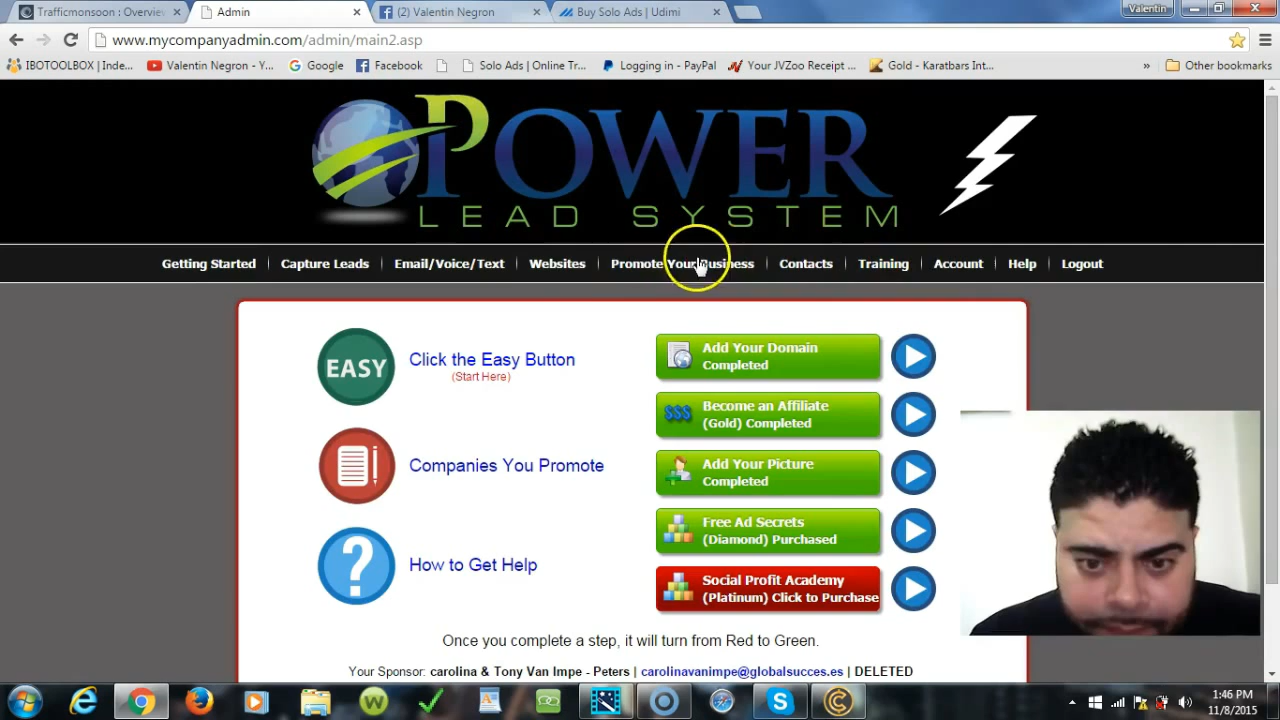 Trafficmonsoon : Overview
Admin
(2) Valentin Negron
Buy Solo Ads | Udimi
Valentin
www.mycompanyadmin.com/admin/main2.asp
IBOTOOLBOX | Inde...
Valentin Negron - Y...
Google
Facebook
Solo Ads | Online Tr...
Logging in - PayPal
Your JVZoo Receipt ...
Gold - Karatbars Int...
»
Other bookmarks
POWER
LEAD SYSTEM
Getting Started | Capture Leads | Email/Voice/Text | Websites | Promote Your Business | Contacts | Training | Account | Help | Logout
EASY
Click the Easy Button
(Start Here)
Companies You Promote
?
How to Get Help
Add Your Domain
Completed
$$$
Become an Affiliate
(Gold) Completed
Add Your Picture
Completed
Free Ad Secrets
(Diamond) Purchased
Social Profit Academy
(Platinum) Click to Purchase
Once you complete a step, it will turn from Red to Green.
Your Sponsor: carolina & Tony Van Impe - Peters | carolinavanimpe@globalsucces.es | DELETED
1:46 PM
11/8/2015